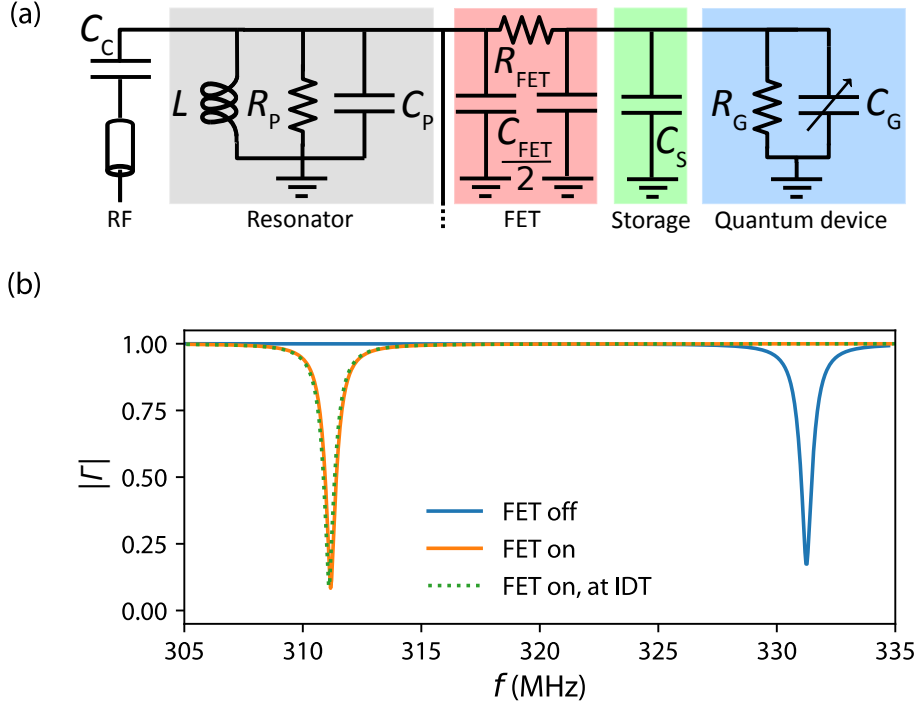 (a)
C_C
L
R_P
C_P
R_FET
C_FET
2
C_S
R_G
C_G
RF
Resonator
FET
Storage
Quantum device
(b)
1.00
0.75
0.50
0.25
0.00
|Γ|
FET off
FET on
FET on, at IDT
305
310
315
320
325
330
335
f (MHz)